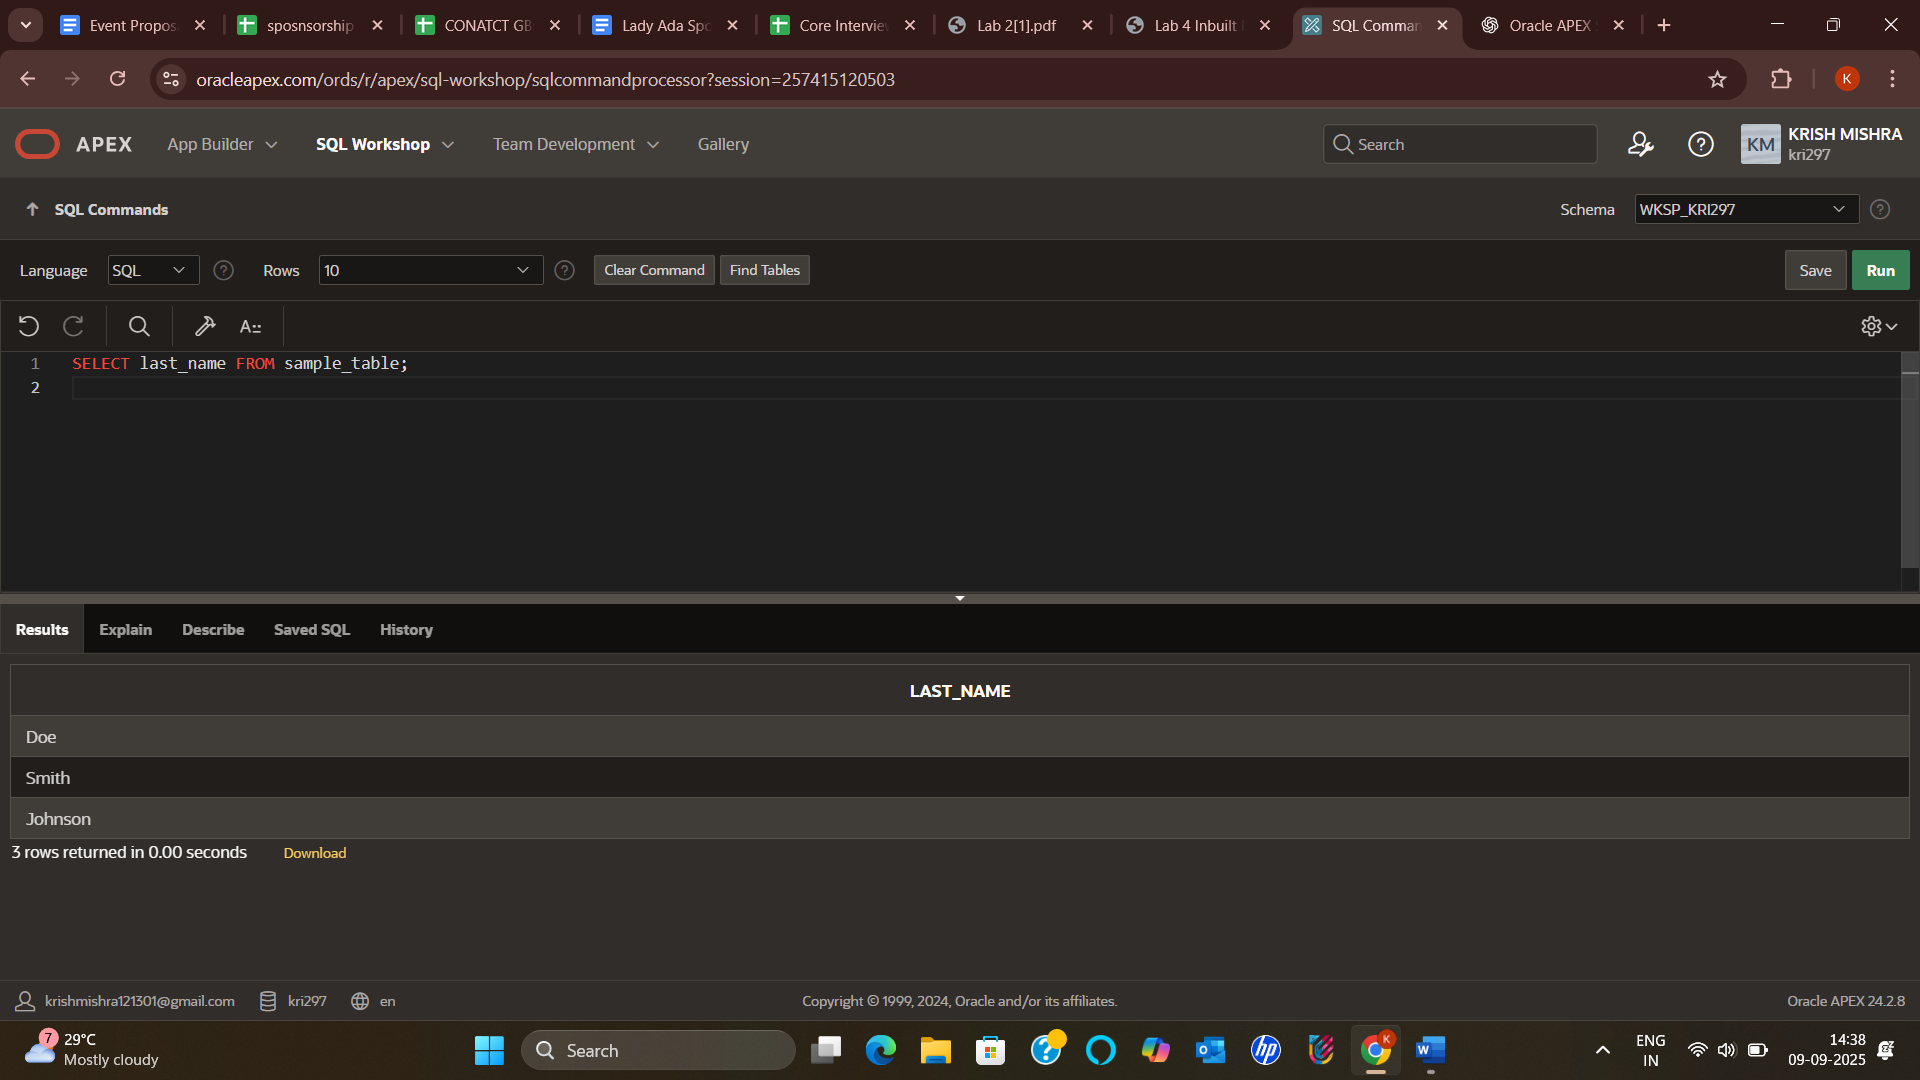 Event Propos
sposnsorship
CONATCT GB
Lady Ada Spo
Core Interview
Lab 2[1].pdf
Lab 4 Inbuilt
SQL Comman
Oracle APEX
oracleapex.com/ords/r/apex/sql-workshop/sqlcommandprocessor?session=257415120503
K
APEX
App Builder
SQL Workshop
Team Development
Gallery
Search
KM
KRISH MISHRA
kri297
SQL Commands
Schema
WKSP_KRI297
Language
SQL
Rows
10
Clear Command
Find Tables
Save
Run
1 SELECT last_name FROM sample_table;
2
Results
Explain
Describe
Saved SQL
History
LAST_NAME
Doe
Smith
Johnson
3 rows returned in 0.00 seconds
Download
krishmishra121301@gmail.com
kri297
en
Copyright © 1999, 2024, Oracle and/or its affiliates.
Oracle APEX 24.2.8
7
29°C
Mostly cloudy
Search
hp
K
W
ENG
IN
14:38
09-09-2025